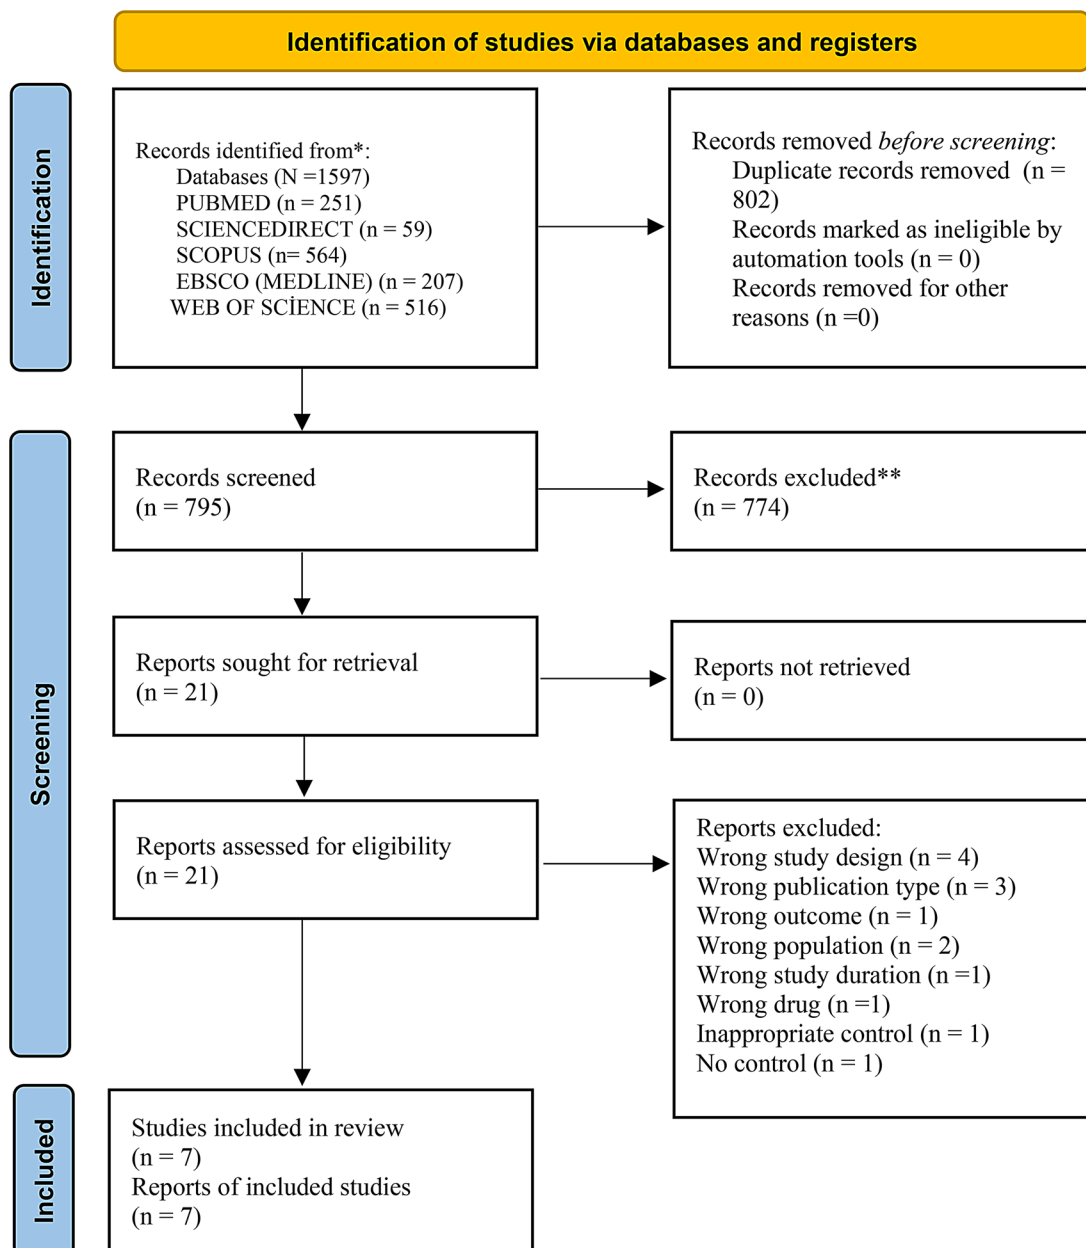 Identification of studies via databases and registers
Identification
Records identified from*:
Databases (N =1597)
PUBMED (n = 251)
SCIENCEDIRECT (n = 59)
SCOPUS (n= 564)
EBSCO (MEDLINE) (n = 207)
WEB OF SCİENCE (n = 516)
Records removed before screening:
Duplicate records removed (n =
802)
Records marked as ineligible by
automation tools (n = 0)
Records removed for other
reasons (n =0)
Screening
Records screened
(n = 795)
Records excluded**
(n = 774)
Reports sought for retrieval
(n = 21)
Reports not retrieved
(n = 0)
Reports assessed for eligibility
(n = 21)
Reports excluded:
Wrong study design (n = 4)
Wrong publication type (n = 3)
Wrong outcome (n = 1)
Wrong population (n = 2)
Wrong study duration (n =1)
Wrong drug (n =1)
Inappropriate control (n = 1)
No control (n = 1)
Included
Studies included in review
(n = 7)
Reports of included studies
(n = 7)